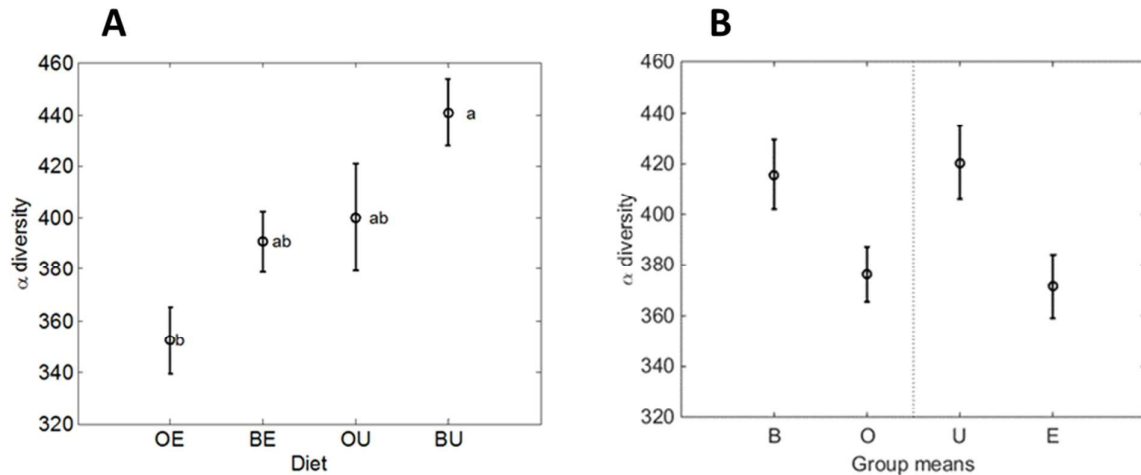 A
460
440
420
400
380
360
340
320
α diversity
a
ab
ab
b
OE BE OU BU
Diet
B
460
440
420
400
380
360
340
320
α diversity
B O U E
Group means